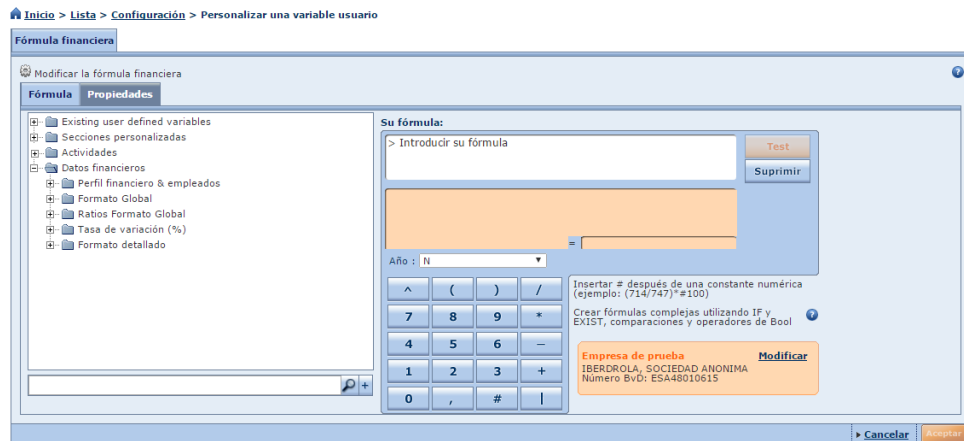 Inicio > Lista > Configuración > Personalizar una variable usuario
Fórmula financiera
Modificar la fórmula financiera
Fórmula Propiedades
Existing user defined variables
Secciones personalizadas
Actividades
Datos financieros
Perfil financiero & empleados
Formato Global
Ratios Formato Global
Tasa de variación (%)
Formato detallado
Su fórmula:
> Introducir su fórmula
Test
Suprimir
=
Año : N
^ ( ) /
7 8 9 *
4 5 6 −
1 2 3 +
0 , # |
Insertar # después de una constante numérica
(ejemplo: (714/747)*#100)
Crear fórmulas complejas utilizando IF y
EXIST, comparaciones y operadores de Bool
Empresa de prueba Modificar
IBERDROLA, SOCIEDAD ANONIMA
Número BvD: ESA48010615
Cancelar Aceptar